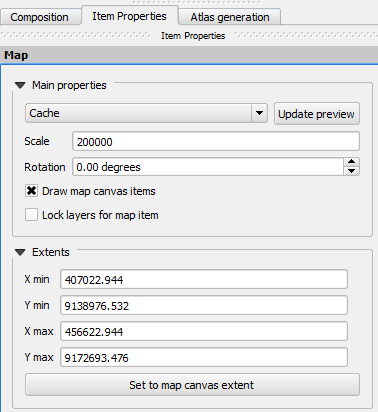 Composition Item Properties Atlas generation
Item Properties
Map
Main properties
Cache Update preview
Scale 200000
Rotation 0.00 degrees
Draw map canvas items
Lock layers for map item
Extents
X min 407022.944
Y min 9138976.532
X max 456622.944
Y max 9172693.476
Set to map canvas extent